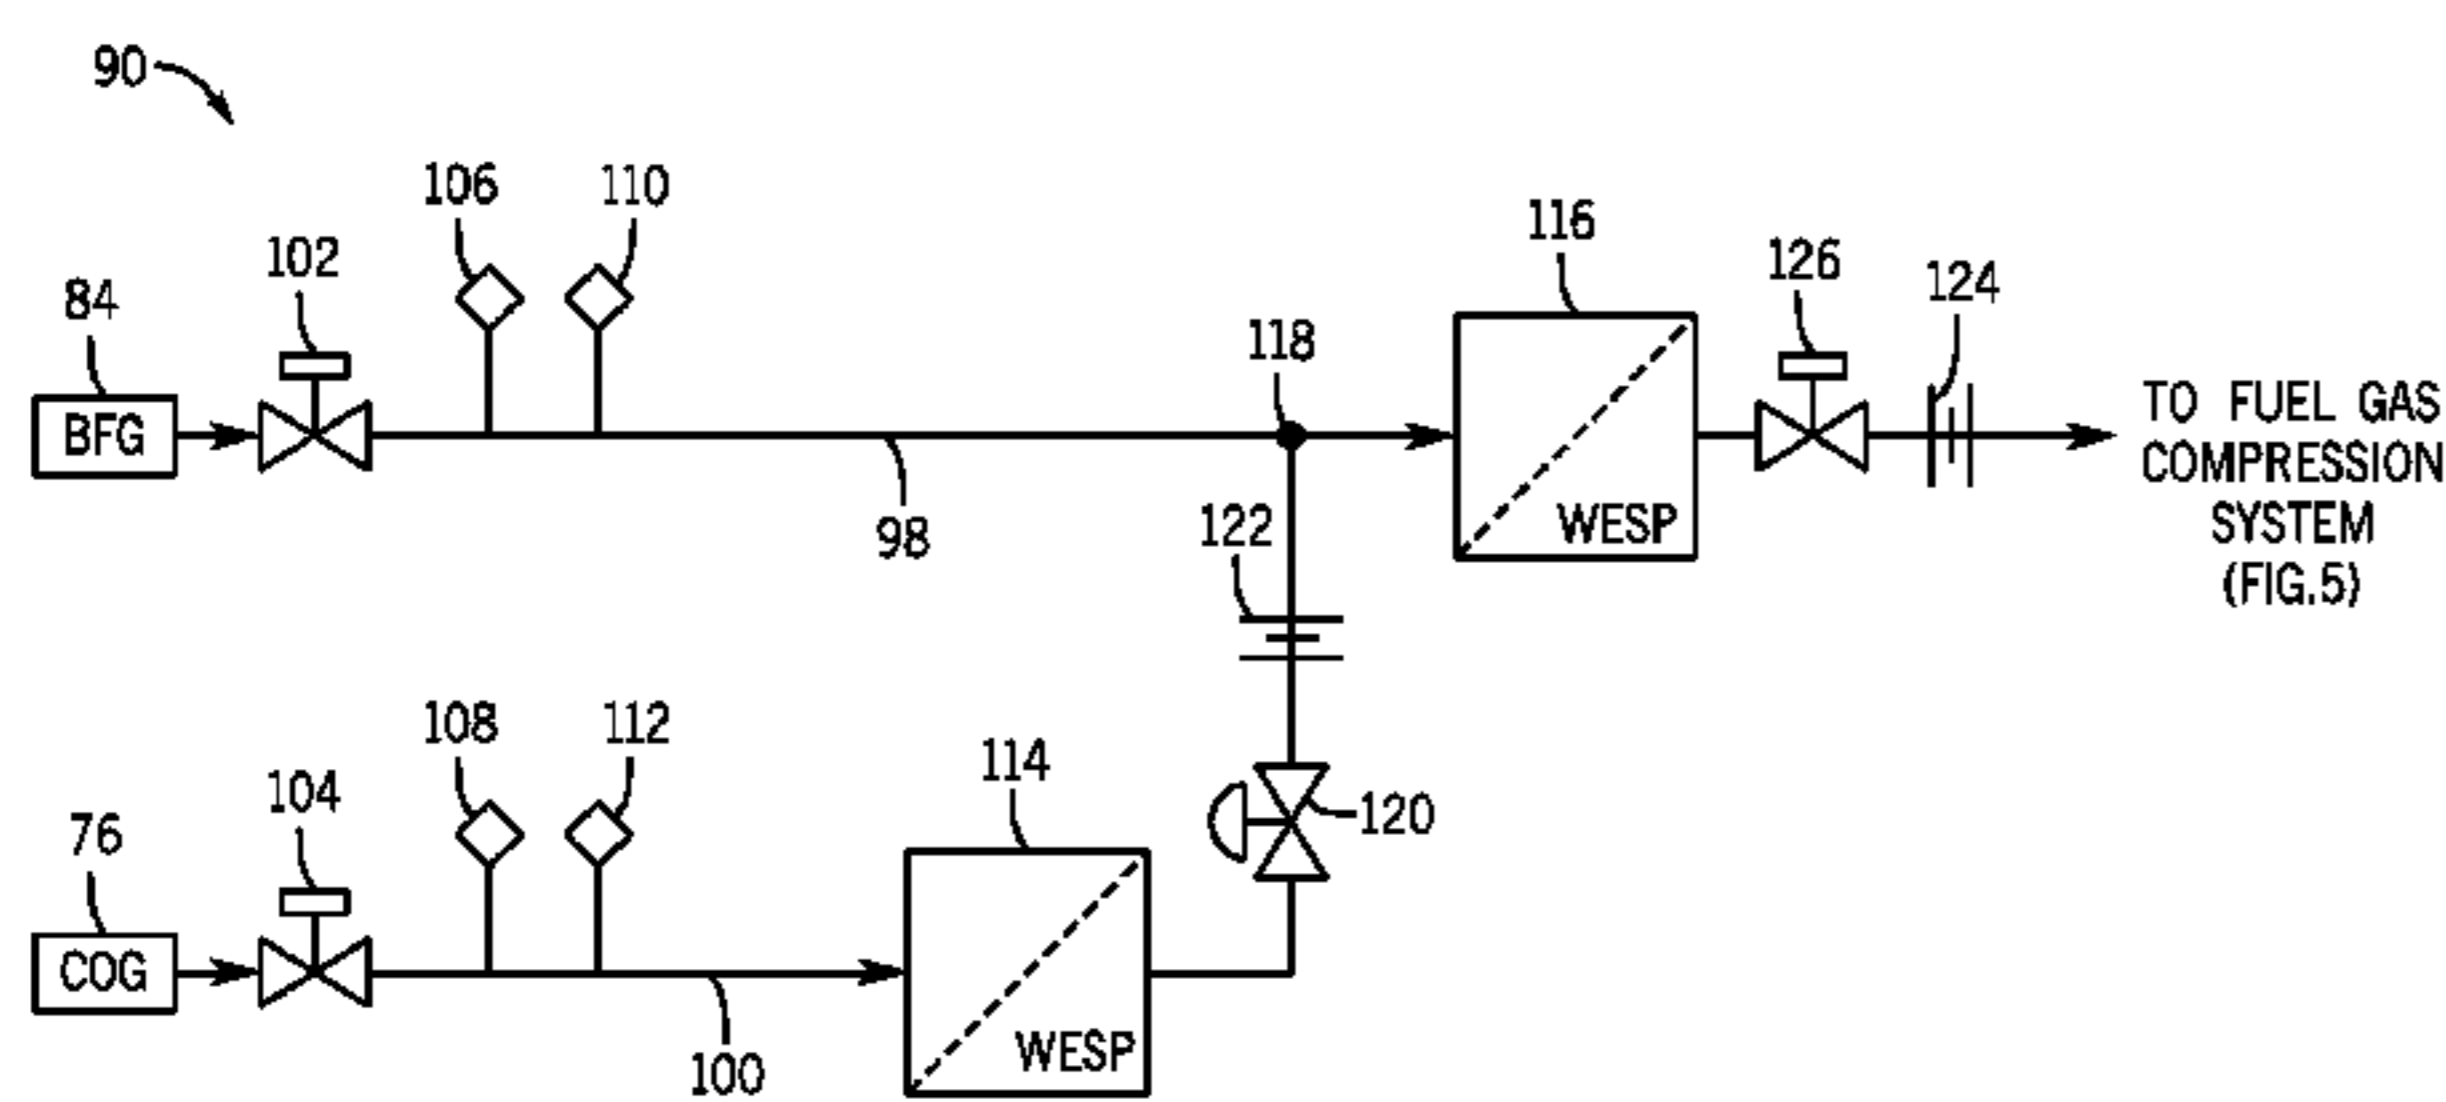 90
106
110
116
102
126
124
84
118
BFG
TO FUEL GAS
COMPRESSION
SYSTEM
(FIG.5)
98
122
WESP
108
112
114
104
120
76
COG
WESP
100